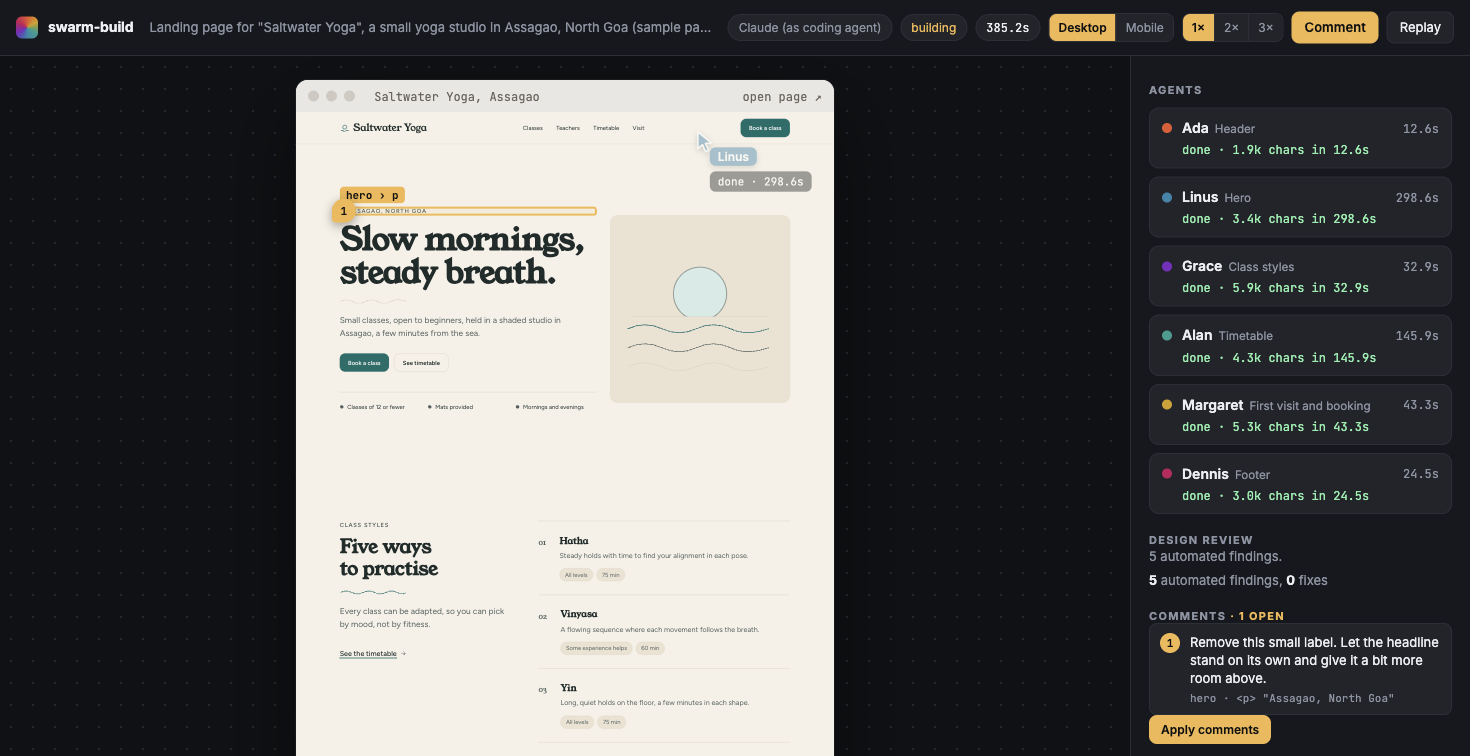 swarm-build
Landing page for "Saltwater Yoga", a small yoga studio in Assagao, North Goa (sample pa...
Claude (as coding agent)
building
385.2s
Desktop
Mobile
1×
2×
3×
Comment
Replay
Saltwater Yoga, Assagao
open page ↗
Saltwater Yoga
Classes
Teachers
Timetable
Visit
Book a class
Linus
done · 298.6s
hero › p
1
SAGAO, NORTH GOA
Slow mornings,
steady breath.
Small classes, open to beginners, held in a shaded studio in
Assagao, a few minutes from the sea.
Book a class
See timetable
Classes of 12 or fewer
Mats provided
Mornings and evenings
CLASS STYLES
Five ways
to practise
Every class can be adapted, so you can pick
by mood, not by fitness.
See the timetable →
01
Hatha
Steady holds with time to find your alignment in each pose.
All levels
75 min
02
Vinyasa
A flowing sequence where each movement follows the breath.
Some experience helps
60 min
03
Yin
Long, quiet holds on the floor, a few minutes in each shape.
All levels
75 min
AGENTS
Ada Header 12.6s
done · 1.9k chars in 12.6s
Linus Hero 298.6s
done · 3.4k chars in 298.6s
Grace Class styles 32.9s
done · 5.9k chars in 32.9s
Alan Timetable 145.9s
done · 4.3k chars in 145.9s
Margaret First visit and booking 43.3s
done · 5.3k chars in 43.3s
Dennis Footer 24.5s
done · 3.0k chars in 24.5s
DESIGN REVIEW
5 automated findings.
5 automated findings, 0 fixes
COMMENTS · 1 OPEN
1
Remove this small label. Let the headline
stand on its own and give it a bit more
room above.
hero · <p> "Assagao, North Goa"
Apply comments